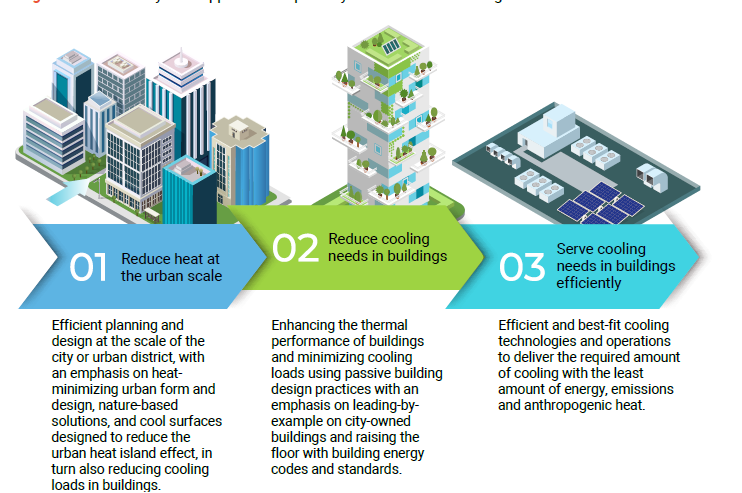 01
Reduce heat at
the urban scale
02
Reduce cooling
needs in buildings
03
Serve cooling
needs in buildings
efficiently
Efficient planning and
design at the scale of the
city or urban district, with
an emphasis on heat-
minimizing urban form and
design, nature-based
solutions, and cool surfaces
designed to reduce the
urban heat island effect, in
turn also reducing cooling
loads in buildings.
Enhancing the thermal
performance of buildings
and minimizing cooling
loads using passive building
design practices with an
emphasis on leading-by-
example on city-owned
buildings and raising the
floor with building energy
codes and standards.
Efficient and best-fit cooling
technologies and operations
to deliver the required amount
of cooling with the least
amount of energy, emissions
and anthropogenic heat.